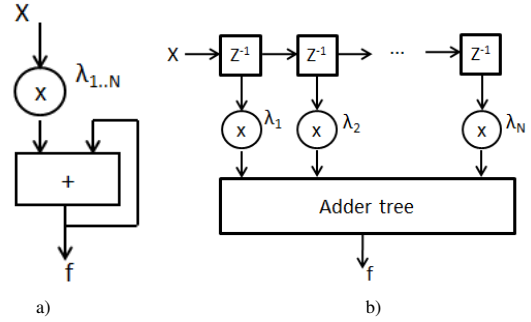 X
x λ1..N
+
f
a)
X Z-1 Z-1 ... Z-1
x λ1 x λ2 x λN
Adder tree
f
b)